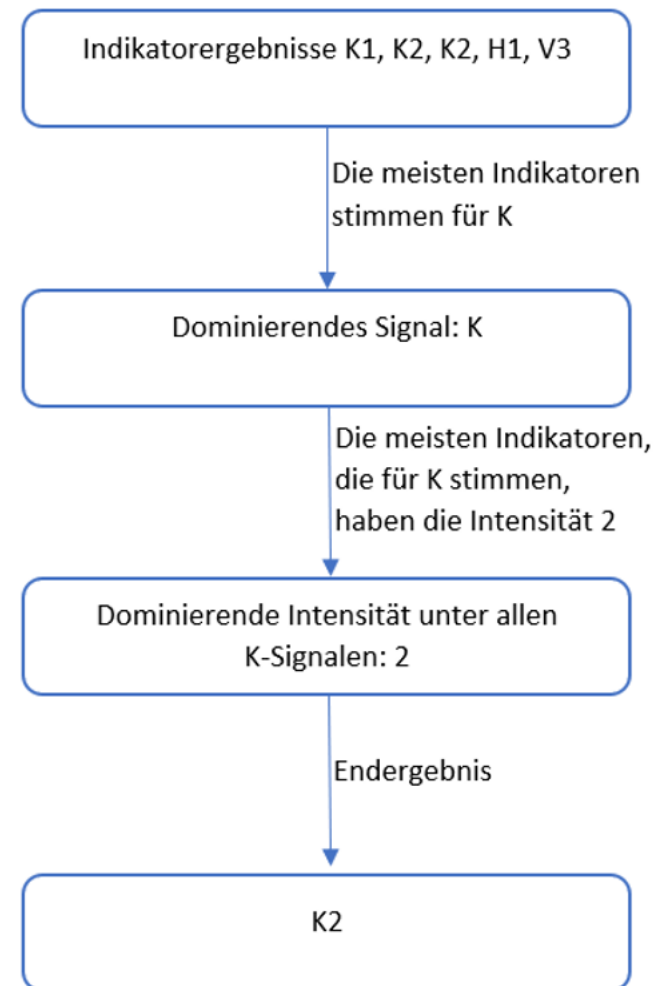 Indikatorergebnisse K1, K2, K2, H1, V3
Die meisten Indikatoren
stimmen für K
Dominierendes Signal: K
Die meisten Indikatoren,
die für K stimmen,
haben die Intensität 2
Dominierende Intensität unter allen
K-Signalen: 2
Endergebnis
K2